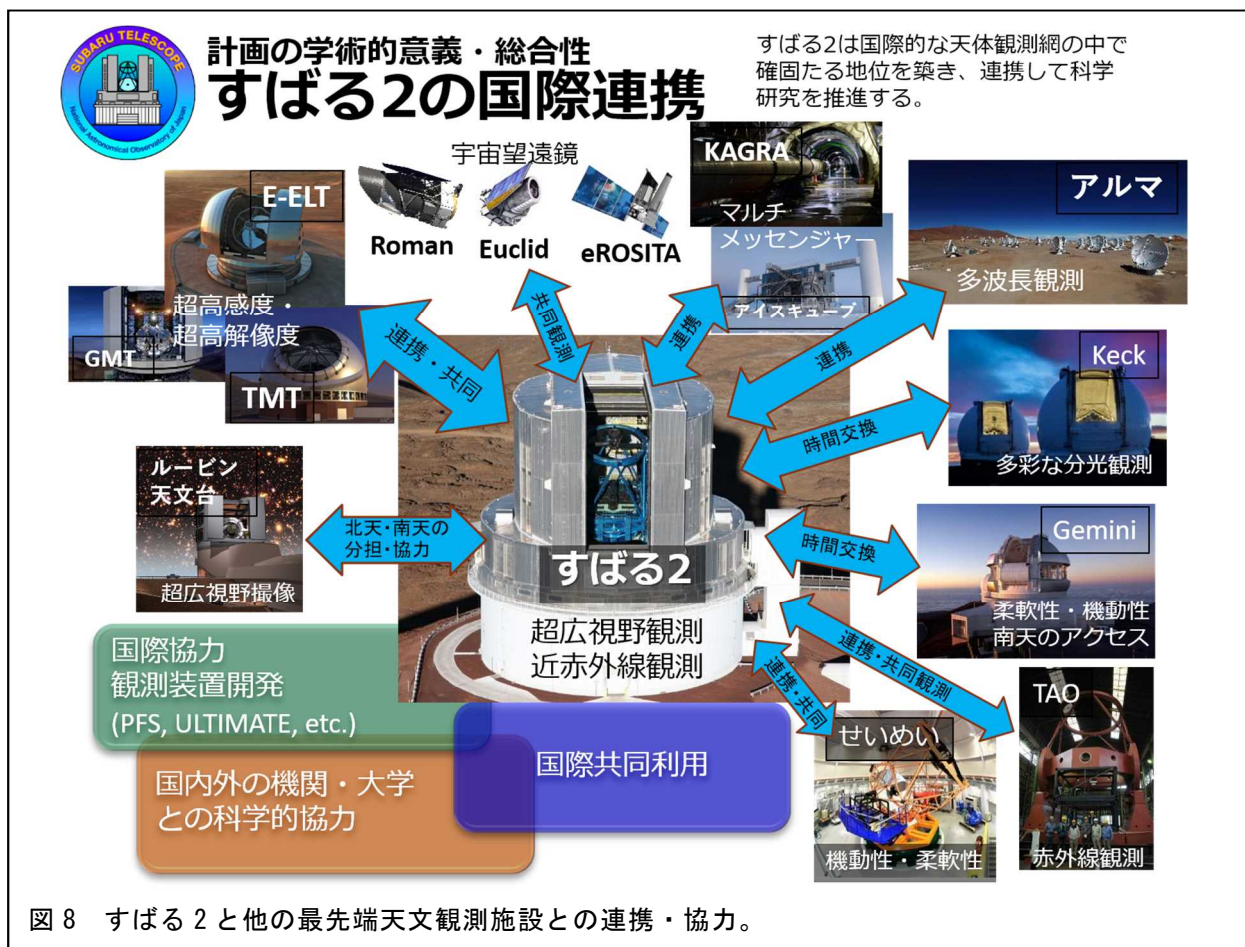 SUBARU TELESCOPE
National Astronomical Observatory of Japan
計画の学術的意義・総合性
すばる2の国際連携
すばる2は国際的な天体観測網の中で
確固たる地位を築き、連携して科学
研究を推進する。
宇宙望遠鏡
Roman
Euclid
eROSITA
KAGRA
マルチ
メッセンジャー
アイスキューブ
アルマ
多波長観測
E-ELT
超高感度・
超高解像度
GMT
TMT
連携・共同
共同観測
連携
連携
Keck
多彩な分光観測
時間交換
ルービン
天文台
超広視野撮像
北天・南天の
分担・協力
すばる2
超広視野観測
近赤外線観測
時間交換
Gemini
柔軟性・機動性
南天のアクセス
連携・共同観測
連携・共同
TAO
赤外線観測
せいめい
機動性・柔軟性
国際協力
観測装置開発
(PFS, ULTIMATE, etc.)
国内外の機関・大学
との科学的協力
国際共同利用
図 8 すばる 2 と他の最先端天文観測施設との連携・協力。